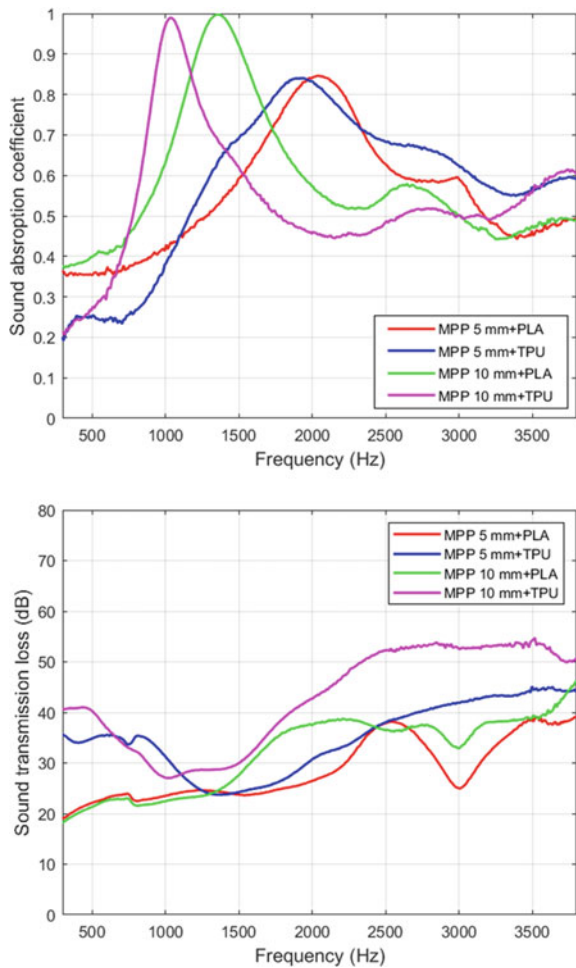 1
0.9
0.8
0.7
0.6
0.5
0.4
0.3
0.2
0.1
0
Sound absroption coefficient
500 1000 1500 2000 2500 3000 3500
Frequency (Hz)
MPP 5 mm+PLA
MPP 5 mm+TPU
MPP 10 mm+PLA
MPP 10 mm+TPU
80
70
60
50
40
30
20
10
0
Sound transmission loss (dB)
500 1000 1500 2000 2500 3000 3500
Frequency (Hz)
MPP 5 mm+PLA
MPP 5 mm+TPU
MPP 10 mm+PLA
MPP 10 mm+TPU